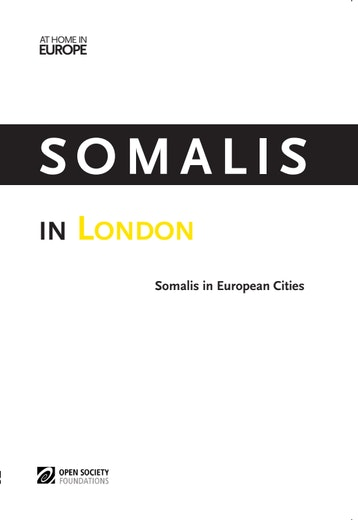 AT HOME IN
EUROPE
SOMALIS
IN LONDON
Somalis in European Cities
OPEN SOCIETY
FOUNDATIONS